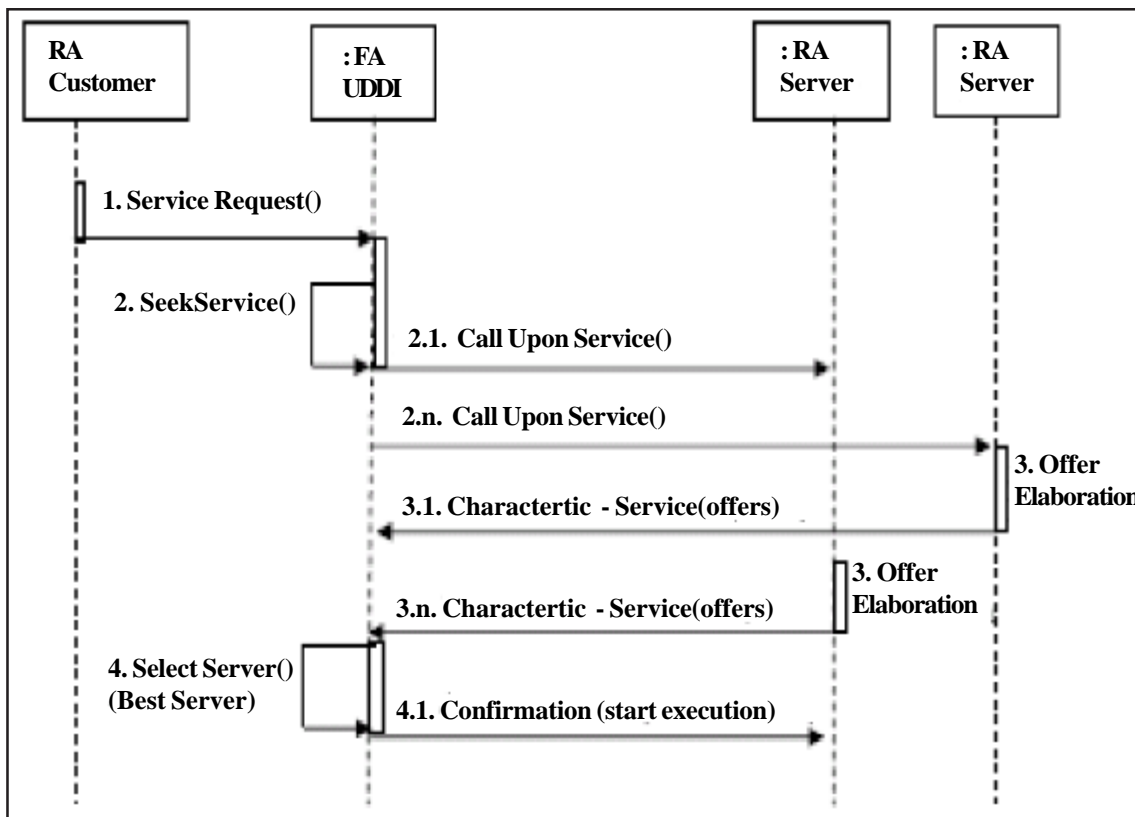 RA
Customer
: FA
UDDI
: RA
Server
: RA
Server
1. Service Request()
2. SeekService()
2.1. Call Upon Service()
2.n. Call Upon Service()
3. Offer
Elaboration
3.1. Charactertic - Service(offers)
3. Offer
Elaboration
3.n. Charactertic - Service(offers)
4. Select Server()
(Best Server)
4.1. Confirmation (start execution)